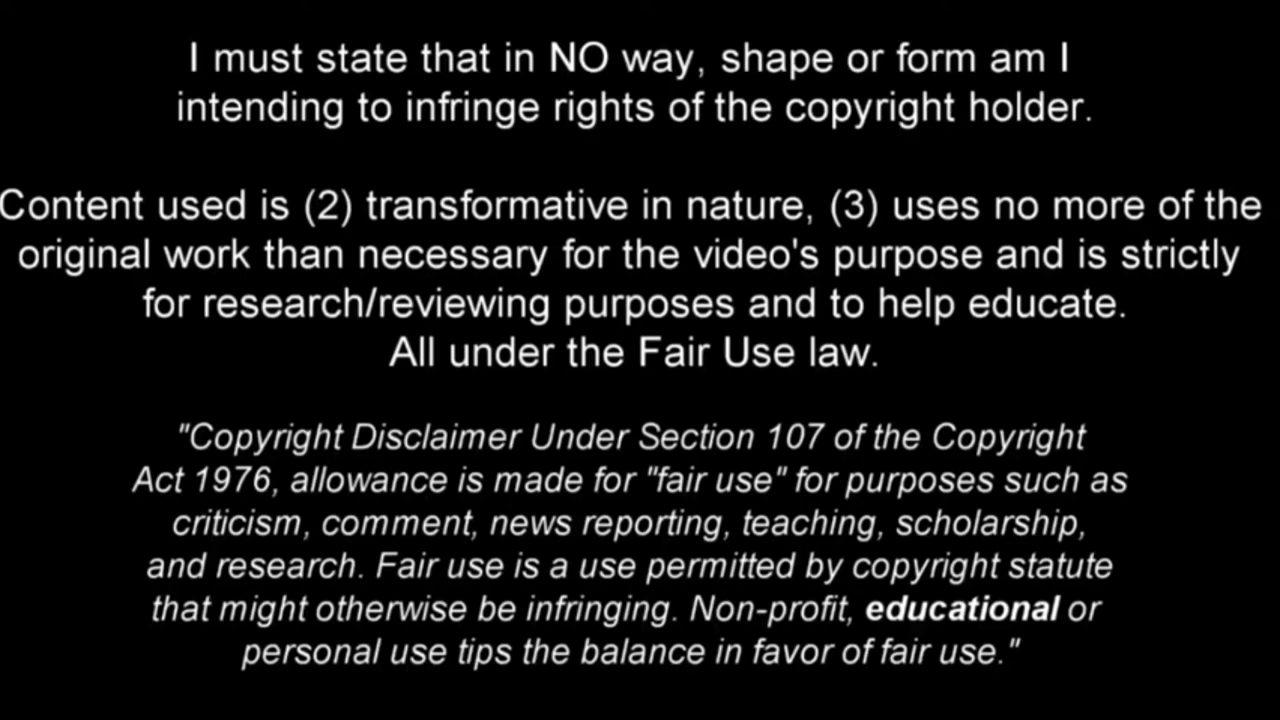 I must state that in NO way, shape or form am I
intending to infringe rights of the copyright holder.
Content used is (2) transformative in nature, (3) uses no more of the
original work than necessary for the video's purpose and is strictly
for research/reviewing purposes and to help educate.
All under the Fair Use law.
"Copyright Disclaimer Under Section 107 of the Copyright
Act 1976, allowance is made for "fair use" for purposes such as
criticism, comment, news reporting, teaching, scholarship,
and research. Fair use is a use permitted by copyright statute
that might otherwise be infringing. Non-profit, educational or
personal use tips the balance in favor of fair use."